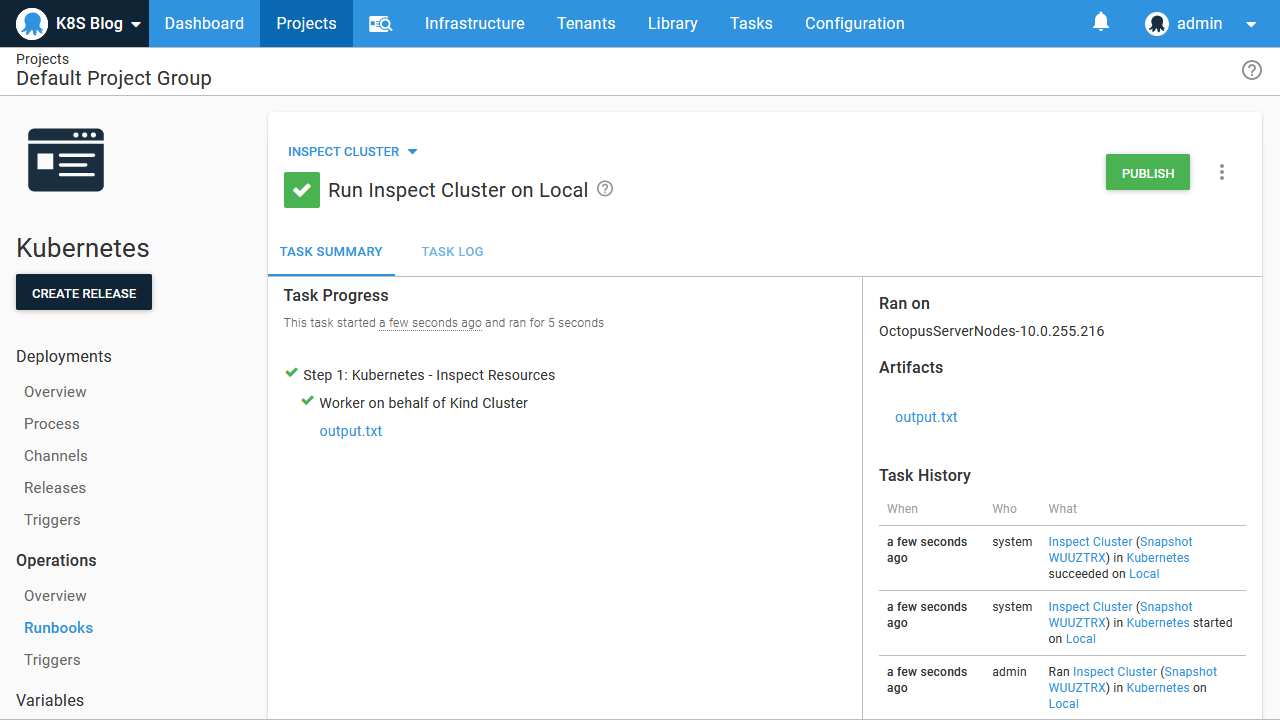 K8S Blog
Dashboard
Projects
Infrastructure
Tenants
Library
Tasks
Configuration
admin
Projects
Default Project Group
Kubernetes
CREATE RELEASE
Deployments
Overview
Process
Channels
Releases
Triggers
Operations
Overview
Runbooks
Triggers
Variables
INSPECT CLUSTER
Run Inspect Cluster on Local
PUBLISH
TASK SUMMARY
TASK LOG
Task Progress
This task started a few seconds ago and ran for 5 seconds
Step 1: Kubernetes - Inspect Resources
Worker on behalf of Kind Cluster
output.txt
Ran on
OctopusServerNodes-10.0.255.216
Artifacts
output.txt
Task History
When Who What
a few seconds ago
system
Inspect Cluster (Snapshot
WUUZTRX) in Kubernetes
succeeded on Local
a few seconds ago
system
Inspect Cluster (Snapshot
WUUZTRX) in Kubernetes started
on Local
a few seconds ago
admin
Ran Inspect Cluster (Snapshot
WUUZTRX) in Kubernetes on
Local